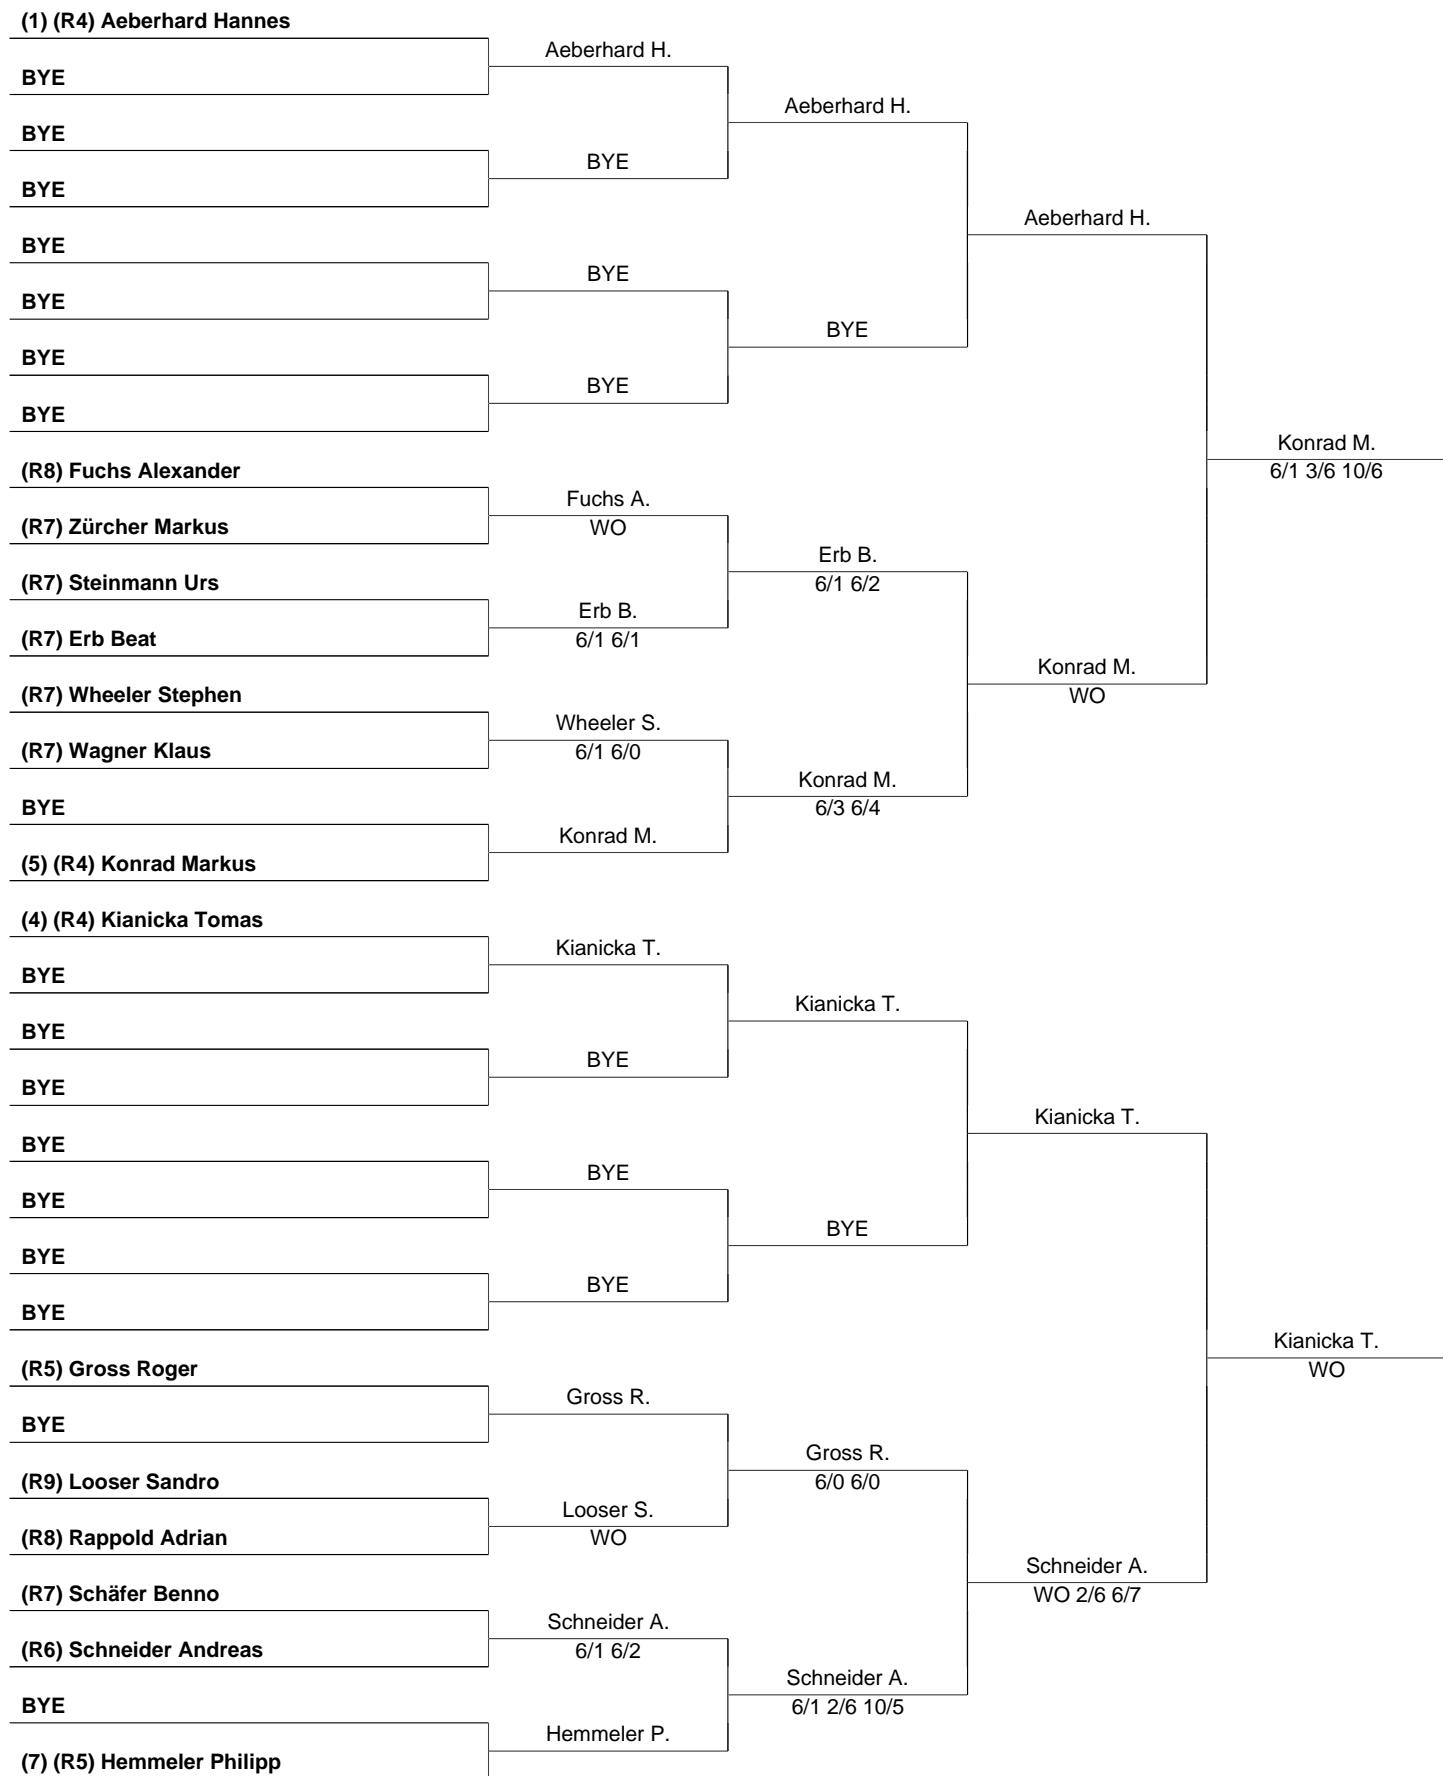 (1) (R4) Aeberhard Hannes
Aeberhard H.
BYE
Aeberhard H.
BYE
BYE
BYE
Aeberhard H.
BYE
BYE
BYE
BYE
BYE
BYE
BYE
Konrad M.
6/1 3/6 10/6
(R8) Fuchs Alexander
Fuchs A.
WO
(R7) Zürcher Markus
Erb B.
6/1 6/2
(R7) Steinmann Urs
Erb B.
6/1 6/1
(R7) Erb Beat
Konrad M.
WO
(R7) Wheeler Stephen
Wheeler S.
6/1 6/0
(R7) Wagner Klaus
Konrad M.
6/3 6/4
BYE
Konrad M.
(5) (R4) Konrad Markus
(4) (R4) Kianicka Tomas
Kianicka T.
BYE
Kianicka T.
BYE
BYE
BYE
Kianicka T.
BYE
BYE
BYE
BYE
BYE
BYE
BYE
Kianicka T.
WO
(R5) Gross Roger
Gross R.
BYE
Gross R.
6/0 6/0
(R9) Looser Sandro
Looser S.
WO
(R8) Rappold Adrian
Schneider A.
WO 2/6 6/7
(R7) Schäfer Benno
Schneider A.
6/1 6/2
(R6) Schneider Andreas
Schneider A.
6/1 2/6 10/5
BYE
Hemmeler P.
(7) (R5) Hemmeler Philipp